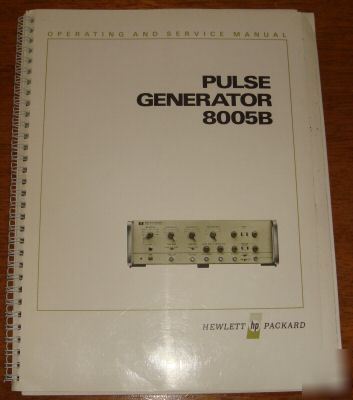 OPERATING AND SERVICE MANUAL
PULSE
GENERATOR
8005B
HEWLETT hp PACKARD